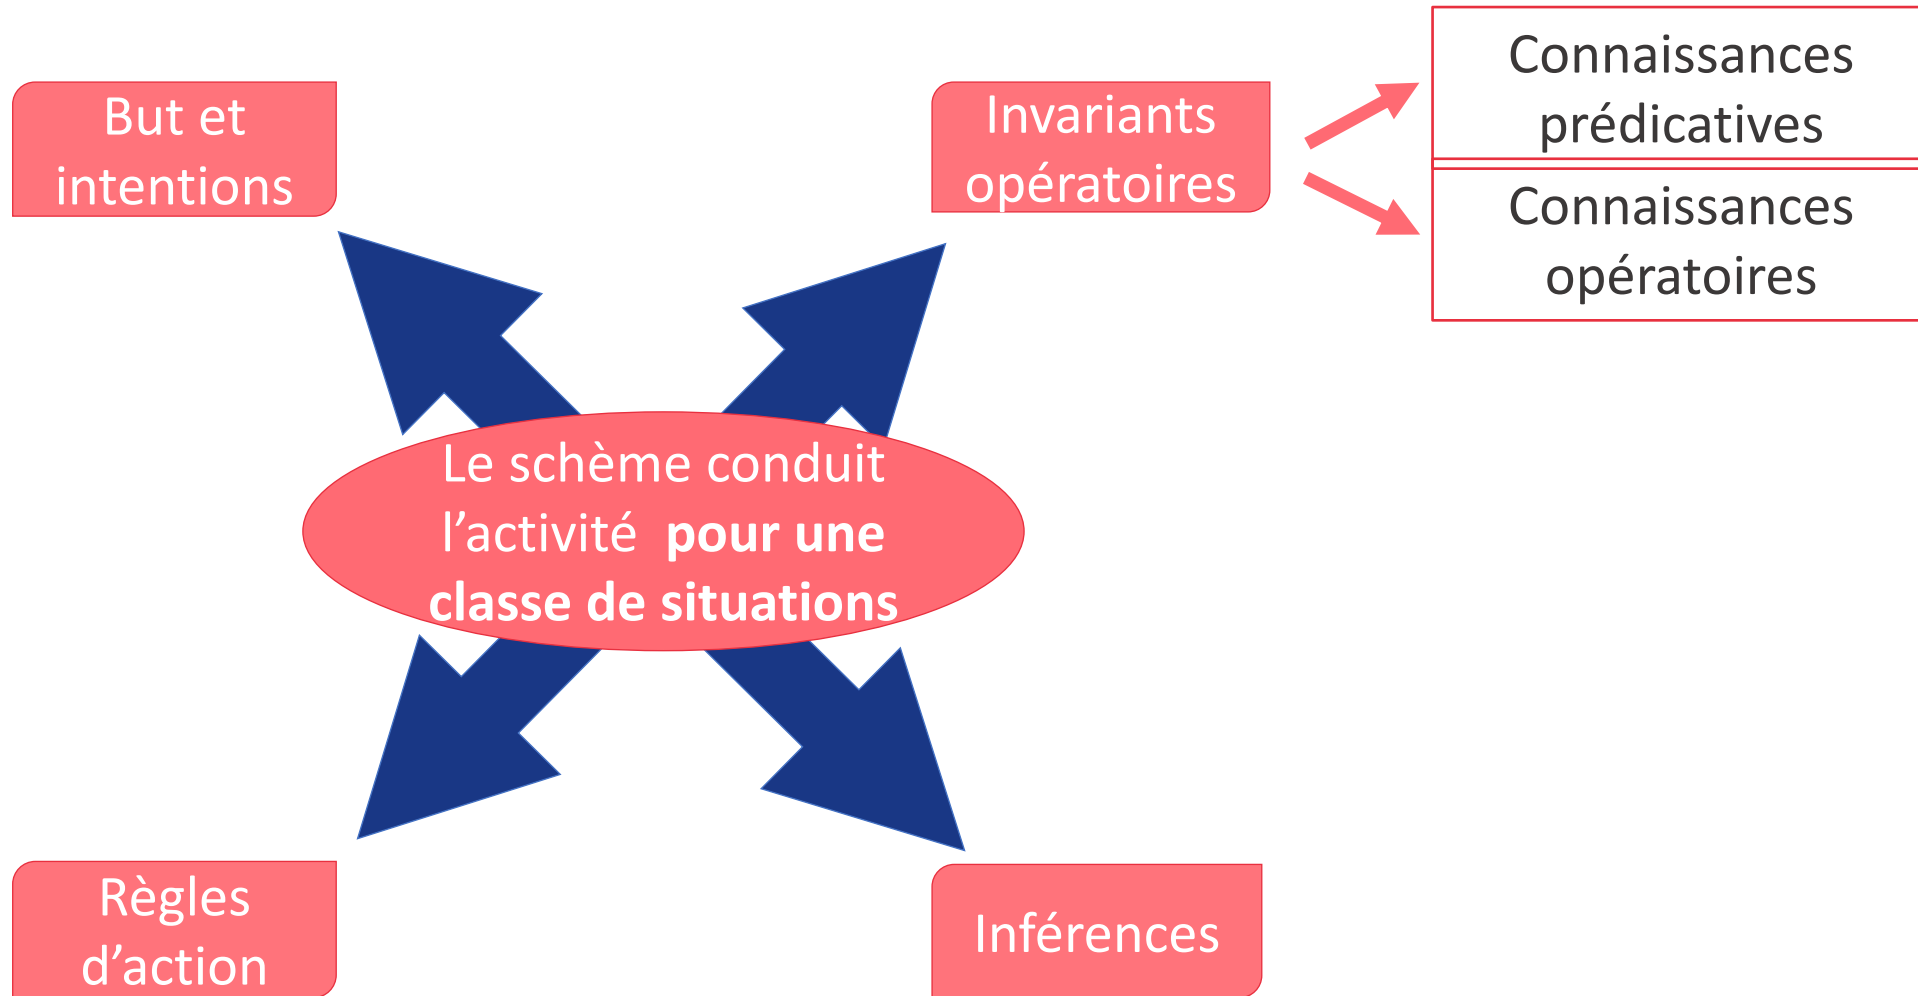 But et
intentions
Invariants
opératoires
Connaissances
prédicatives
Connaissances
opératoires
Le schème conduit
l’activité pour une
classe de situations
Règles
d’action
Inférences